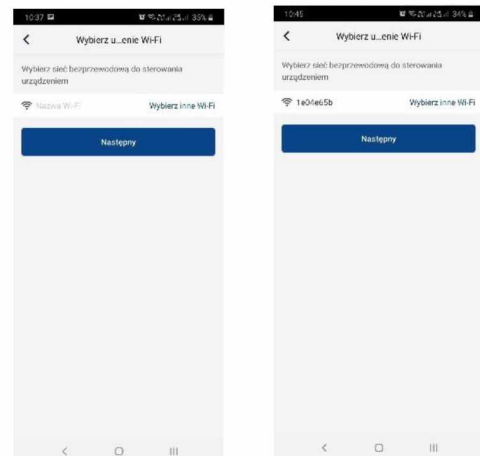 10:37
35%
Wybierz u...enie Wi-Fi
Wybierz sieć bezprzewodową do sterowania
urządzeniem
Nazwa Wi-Fi
Wybierz inne Wi-Fi
Następny
10:45
34%
Wybierz u...enie Wi-Fi
Wybierz sieć bezprzewodową do sterowania
urządzeniem
1e04e65b
Wybierz inne Wi-Fi
Następny